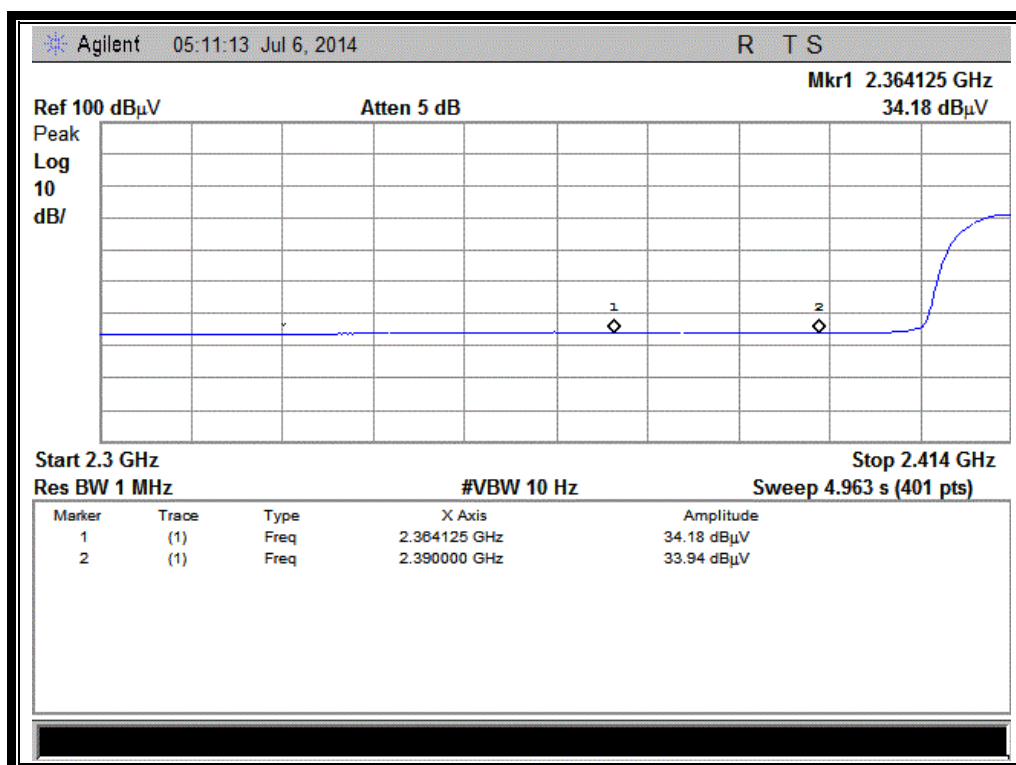 Agilent 05:11:13 Jul 6, 2014 R T S
Mkr1 2.364125 GHz
Ref 100 dBµV Atten 5 dB 34.18 dBµV
Peak
Log
10
dB/
1 2
Start 2.3 GHz Stop 2.414 GHz
Res BW 1 MHz #VBW 10 Hz Sweep 4.963 s (401 pts)
Marker Trace Type X Axis Amplitude
1 (1) Freq 2.364125 GHz 34.18 dBµV
2 (1) Freq 2.390000 GHz 33.94 dBµV